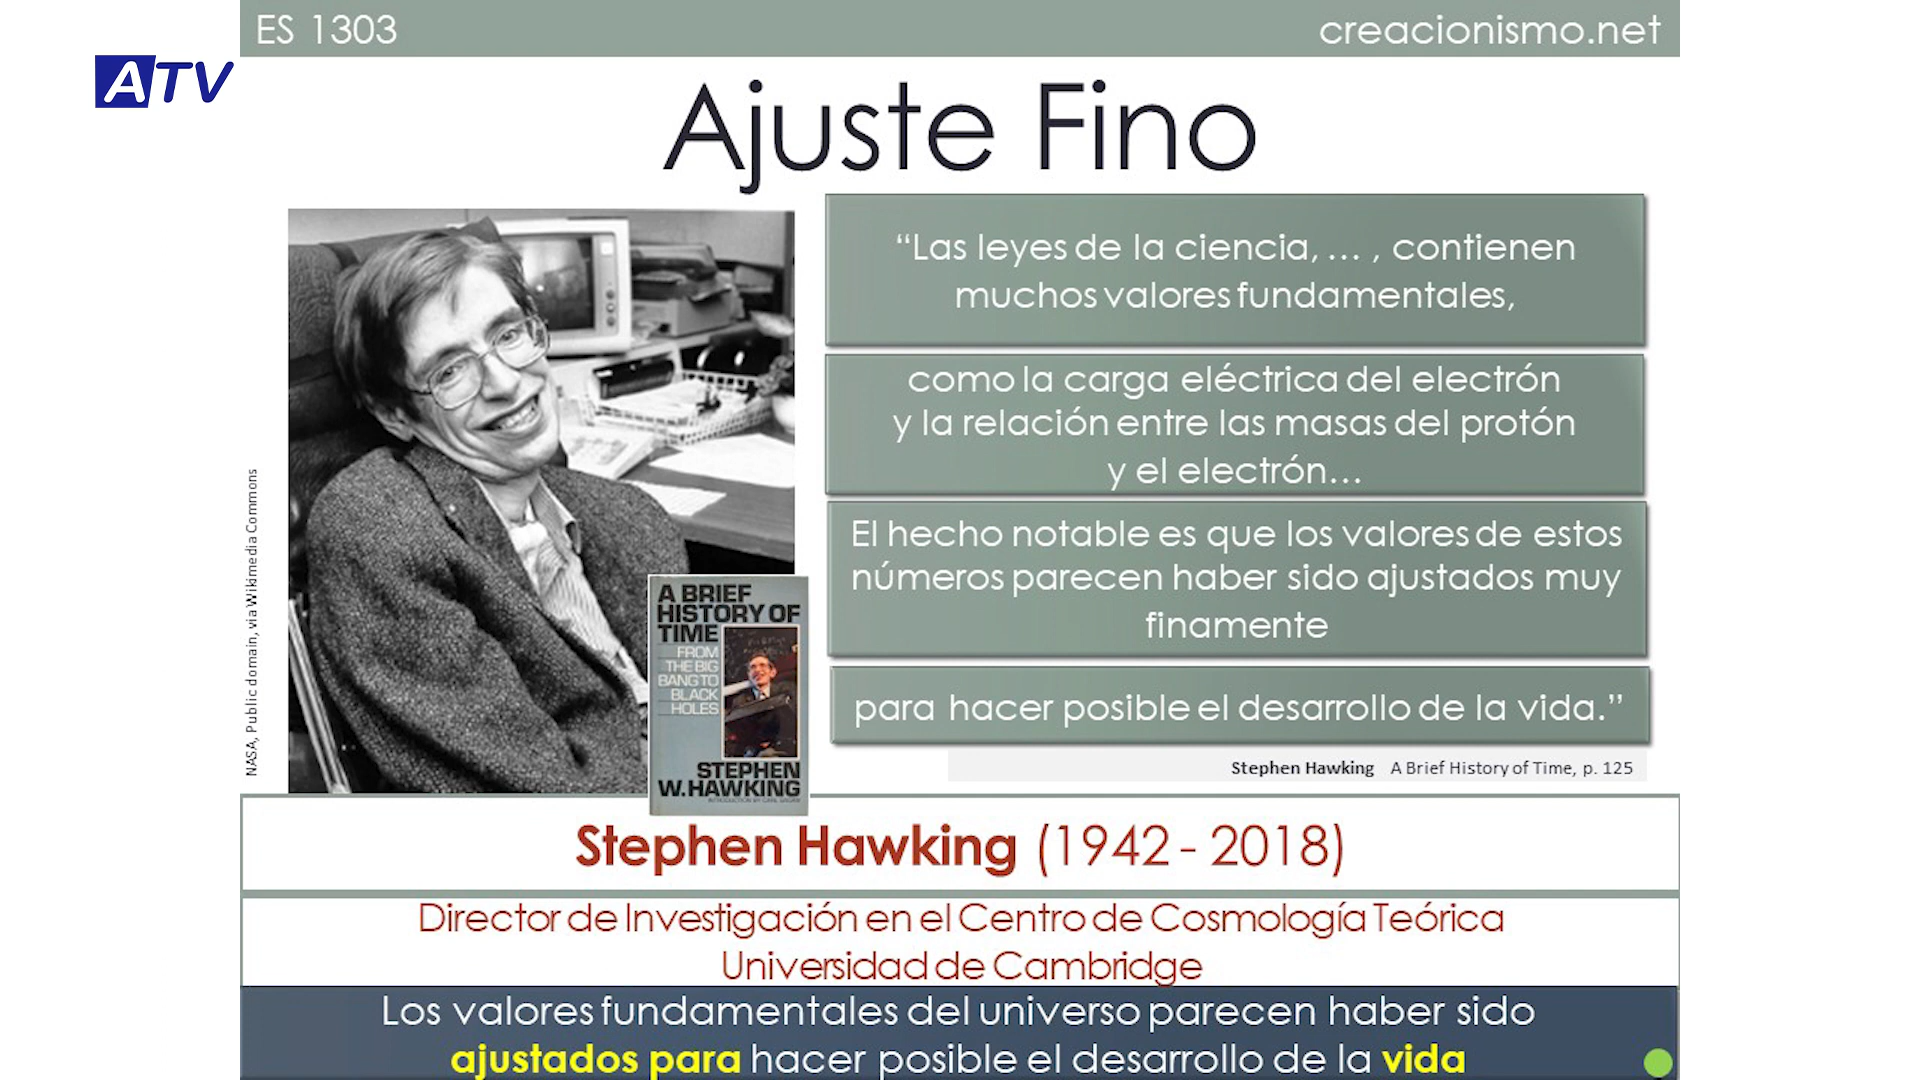 ES 1303
creacionismo.net
ATV
Ajuste Fino
“Las leyes de la ciencia, … , contienen
muchos valores fundamentales,
como la carga eléctrica del electrón
y la relación entre las masas del protón
y el electrón…
El hecho notable es que los valores de estos
números parecen haber sido ajustados muy
finamente
para hacer posible el desarrollo de la vida.”
Stephen Hawking A Brief History of Time, p. 125
NASA, Public domain, via Wikimedia Commons
A BRIEF
HISTORY OF
TIME
FROM
THE BIG
BANG TO
BLACK
HOLES
STEPHEN
W. HAWKING
INTRODUCTION BY CARL SAGAN
Stephen Hawking (1942 - 2018)
Director de Investigación en el Centro de Cosmología Teórica
Universidad de Cambridge
Los valores fundamentales del universo parecen haber sido
ajustados para hacer posible el desarrollo de la vida